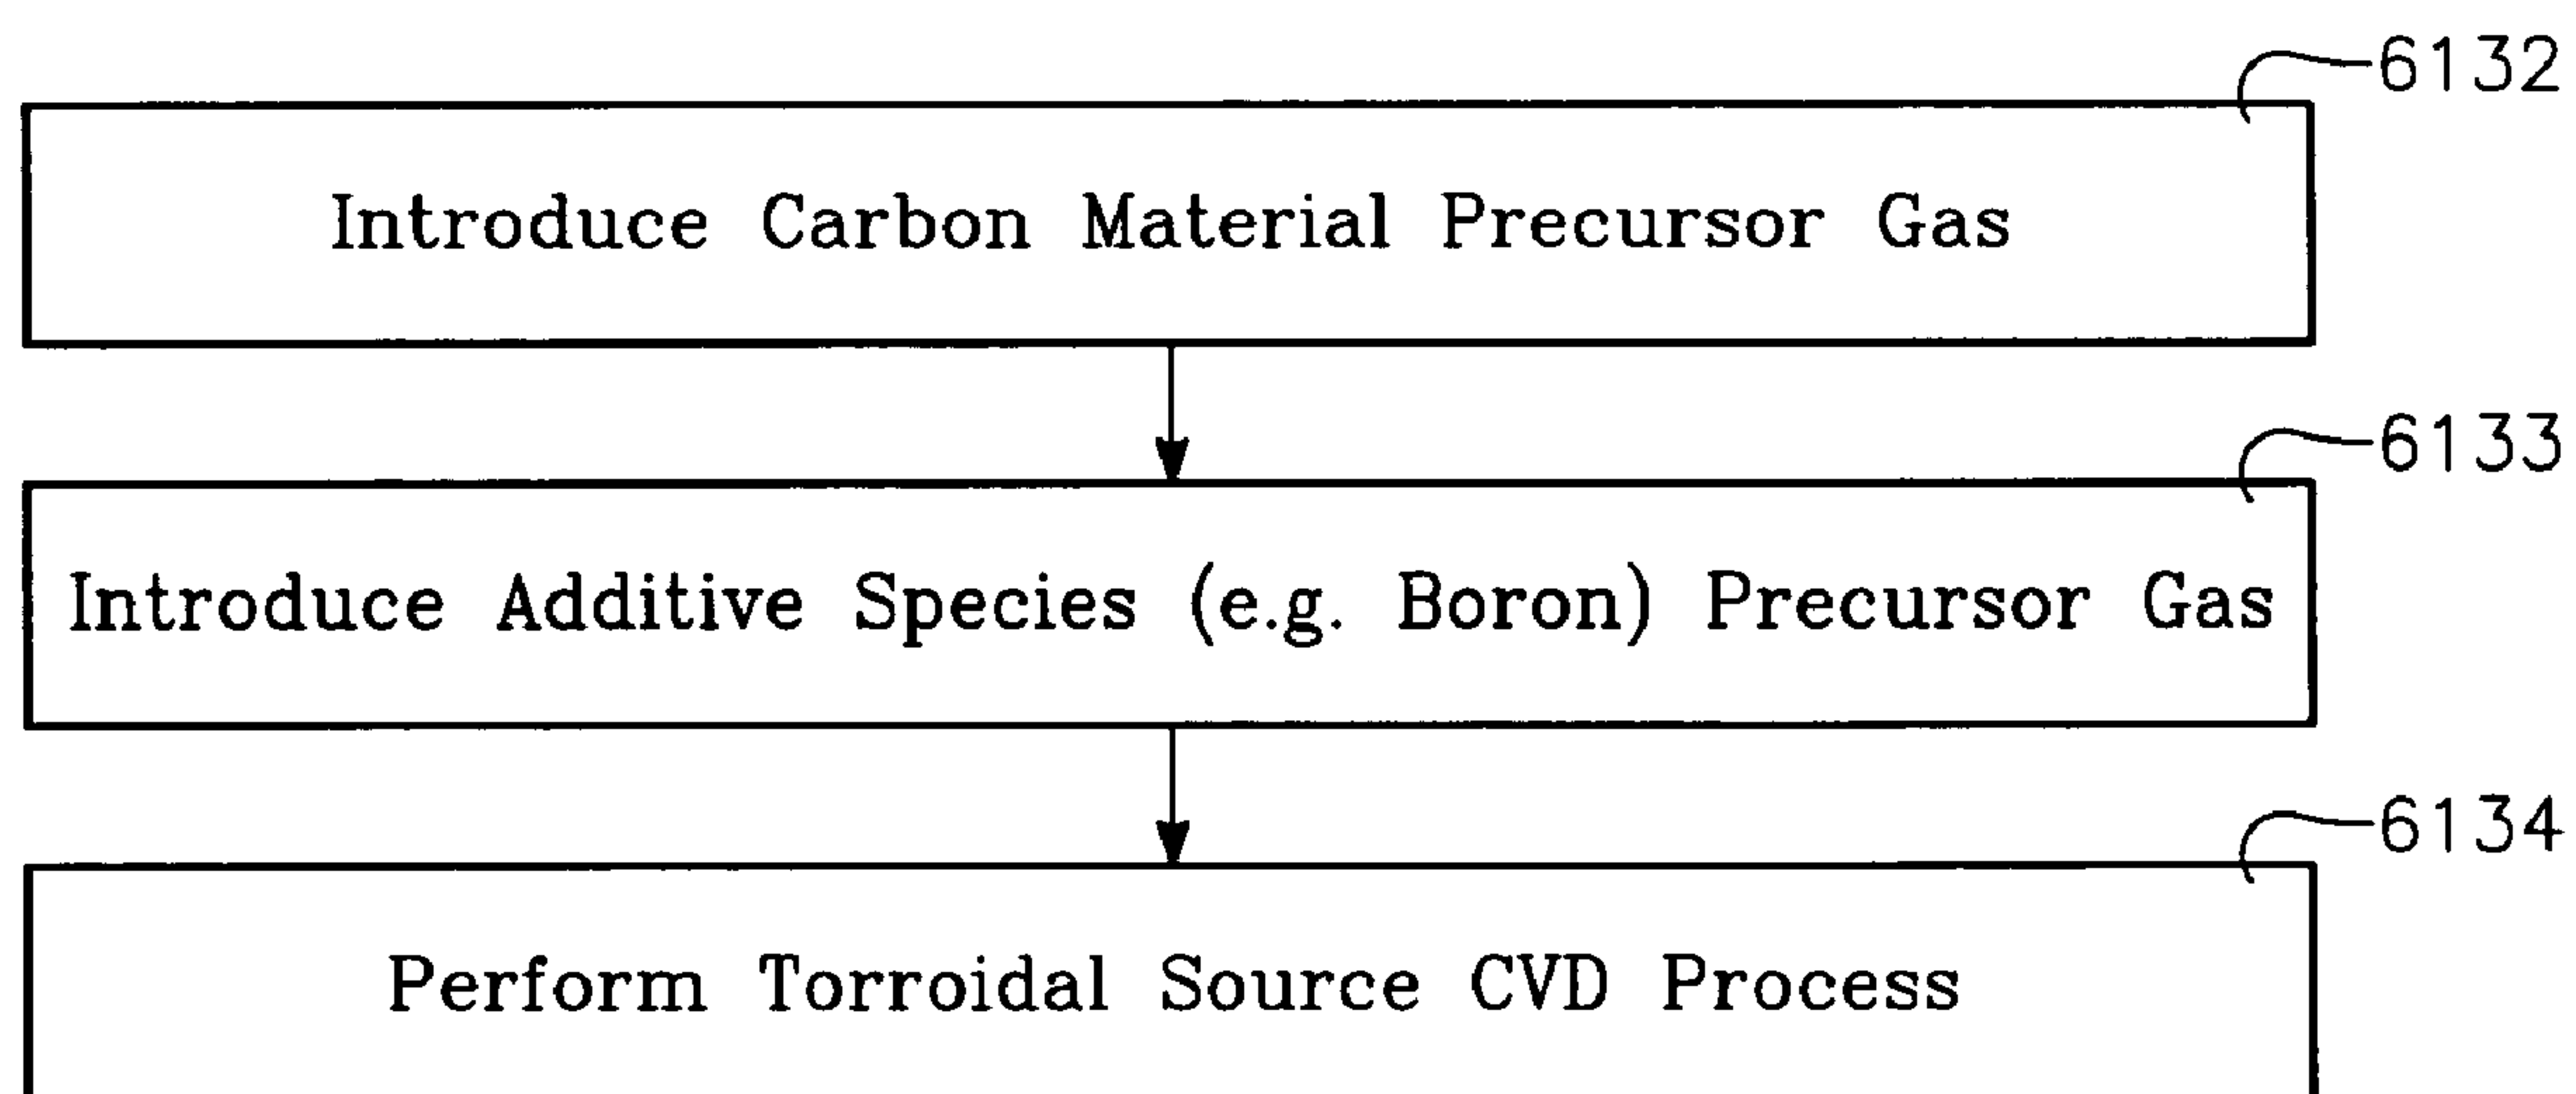 6132
Introduce Carbon Material Precursor Gas
6133
Introduce Additive Species (e.g. Boron) Precursor Gas
6134
Perform Torroidal Source CVD Process